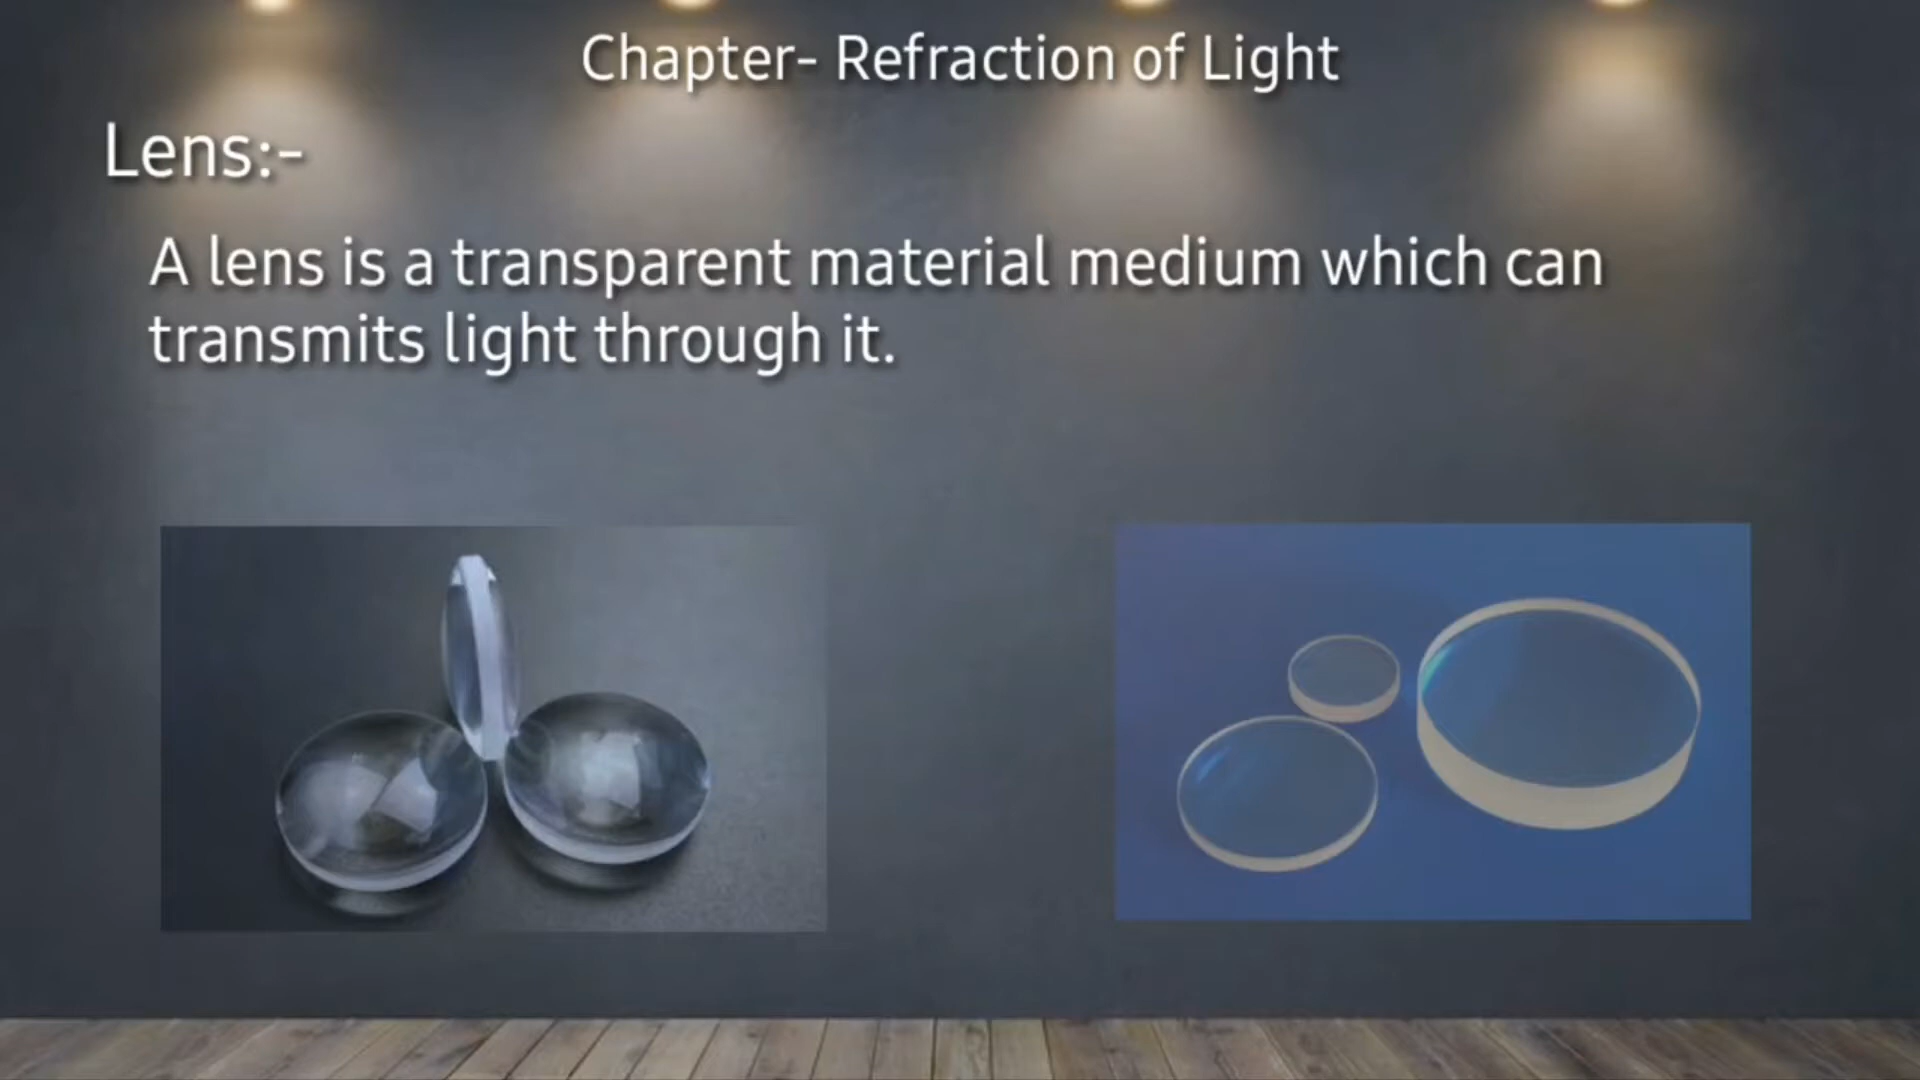 Chapter- Refraction of Light
Lens:-
A lens is a transparent material medium which can
transmits light through it.